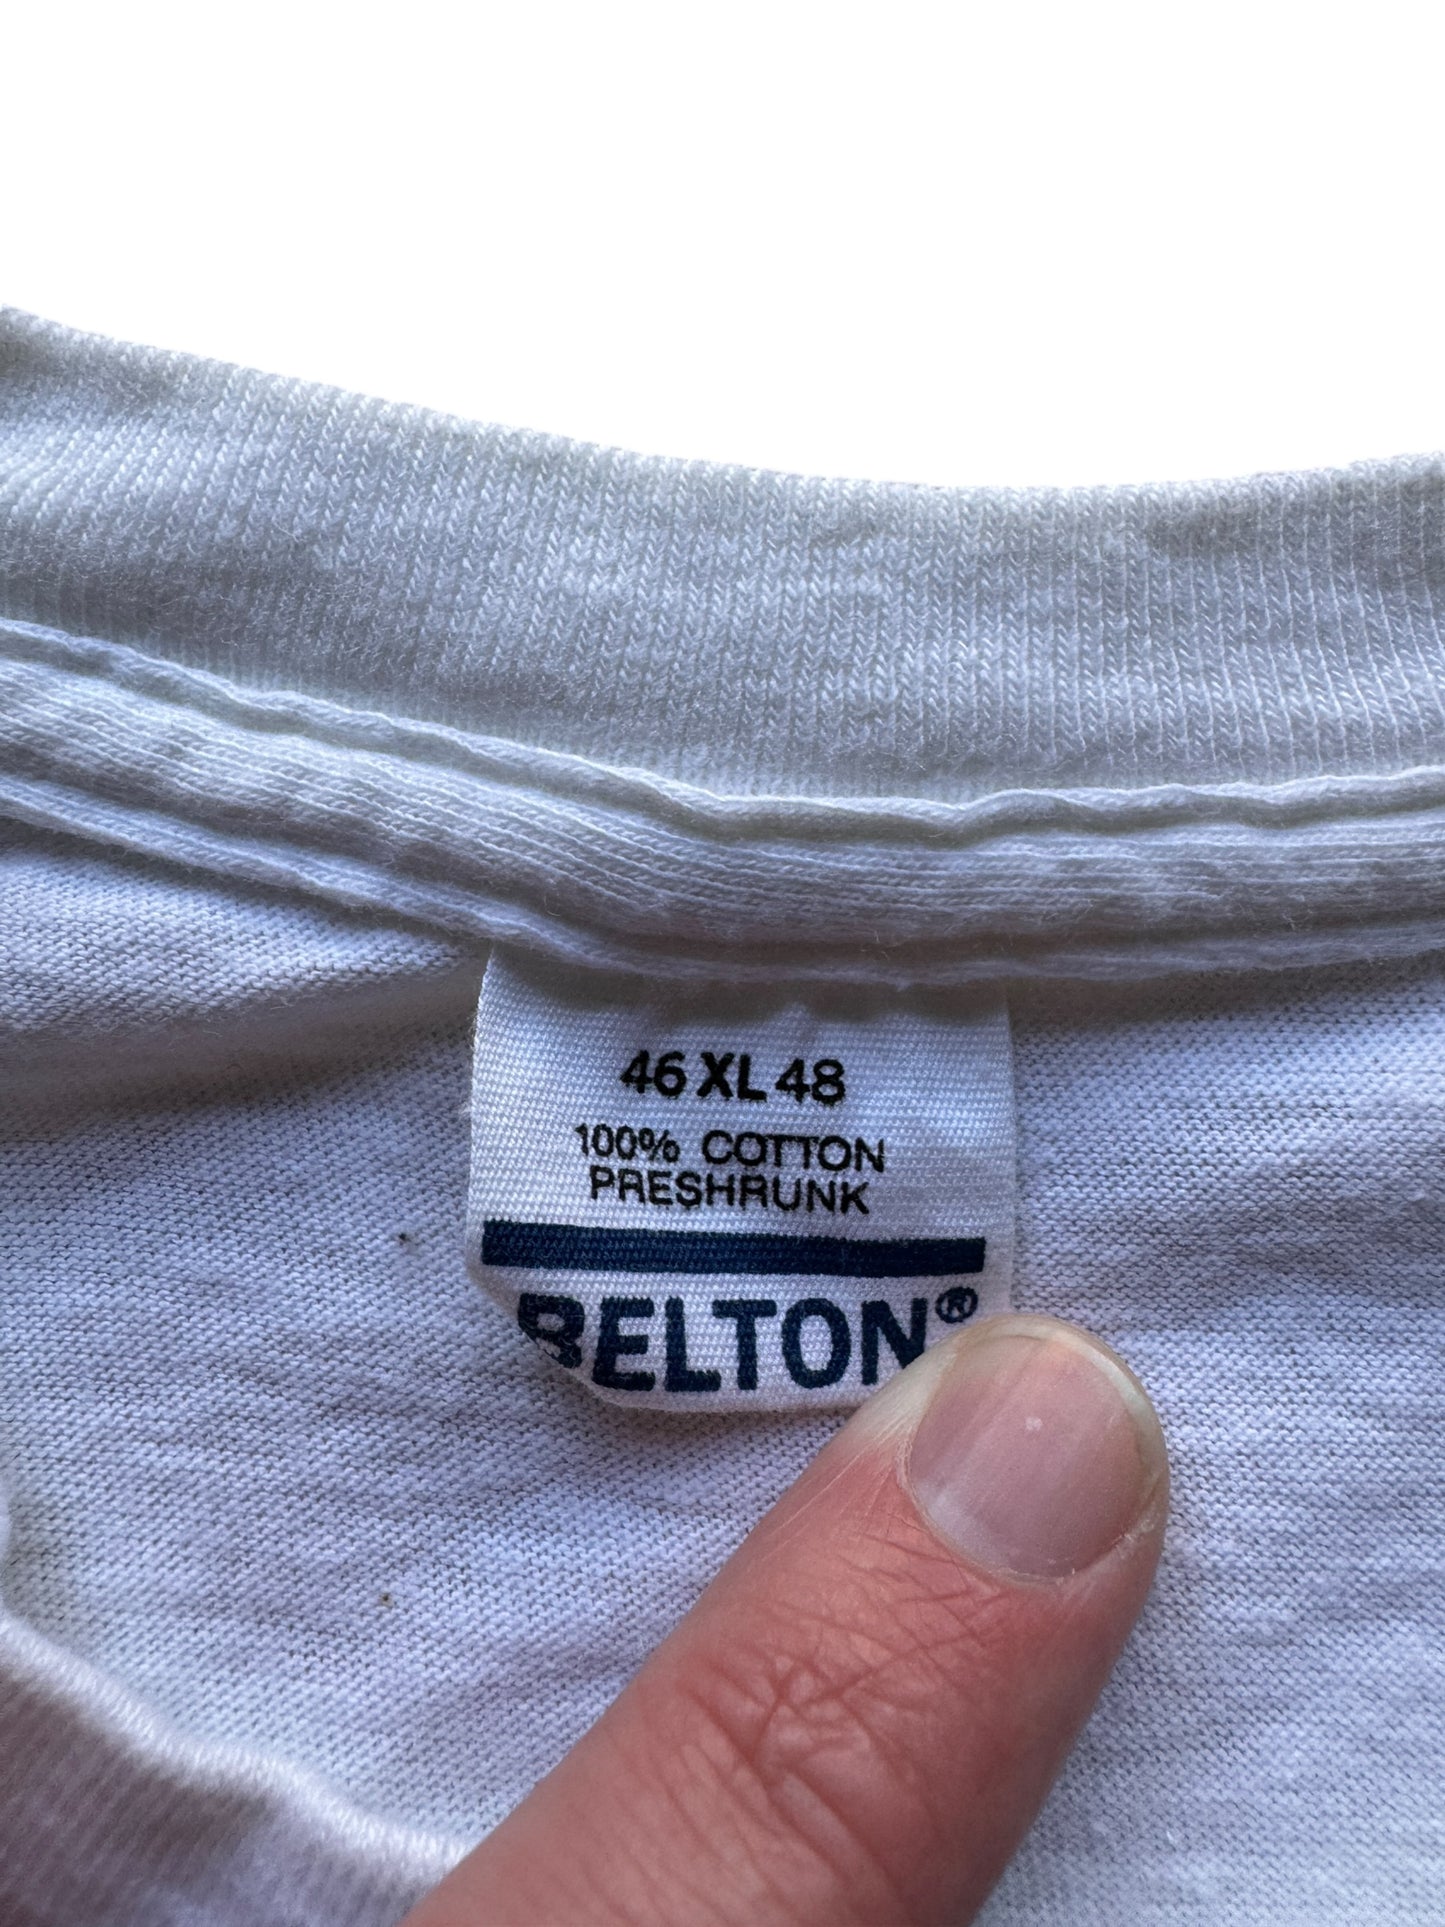 46 XL 48
100% COTTON
PRESHRUNK
BELTON®